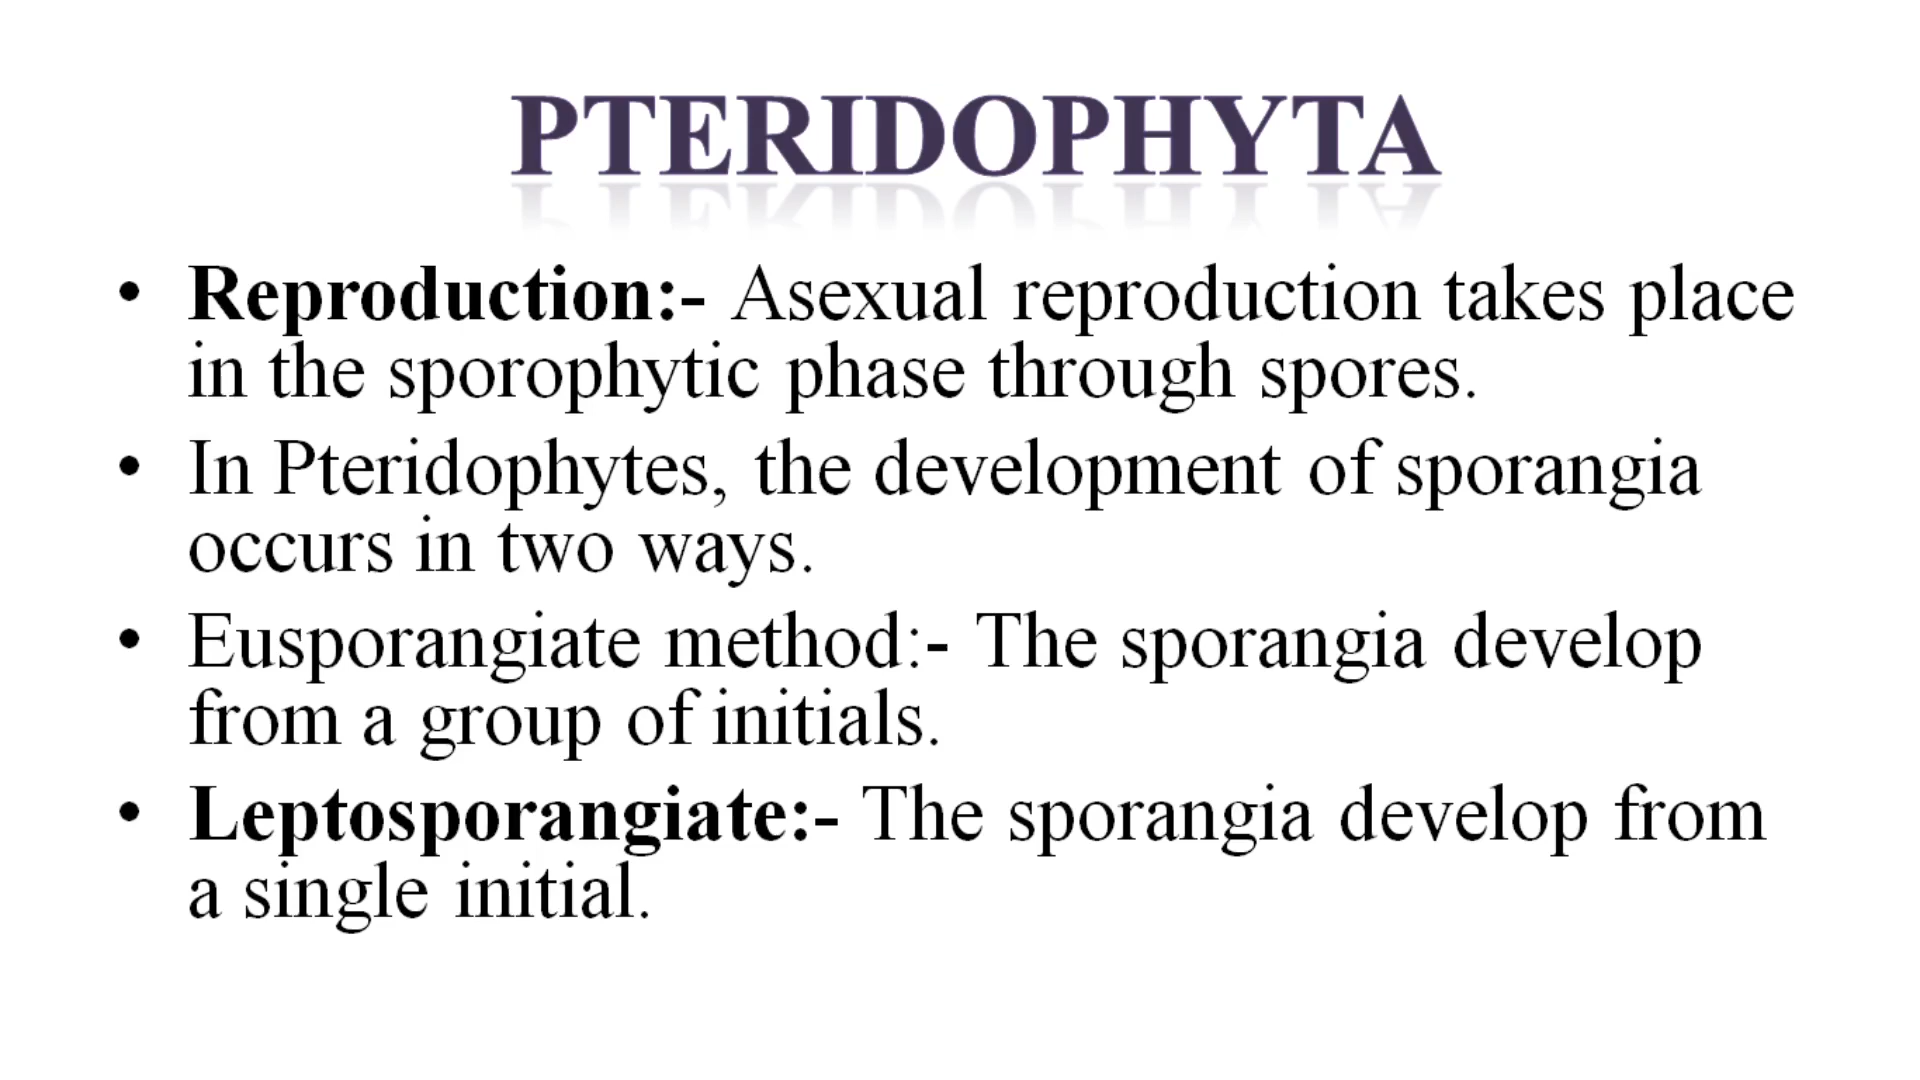 PTERIDOPHYTA
• Reproduction:- Asexual reproduction takes place
in the sporophytic phase through spores.
• In Pteridophytes, the development of sporangia
occurs in two ways.
• Eusporangiate method:- The sporangia develop
from a group of initials.
• Leptosporangiate:- The sporangia develop from
a single initial.